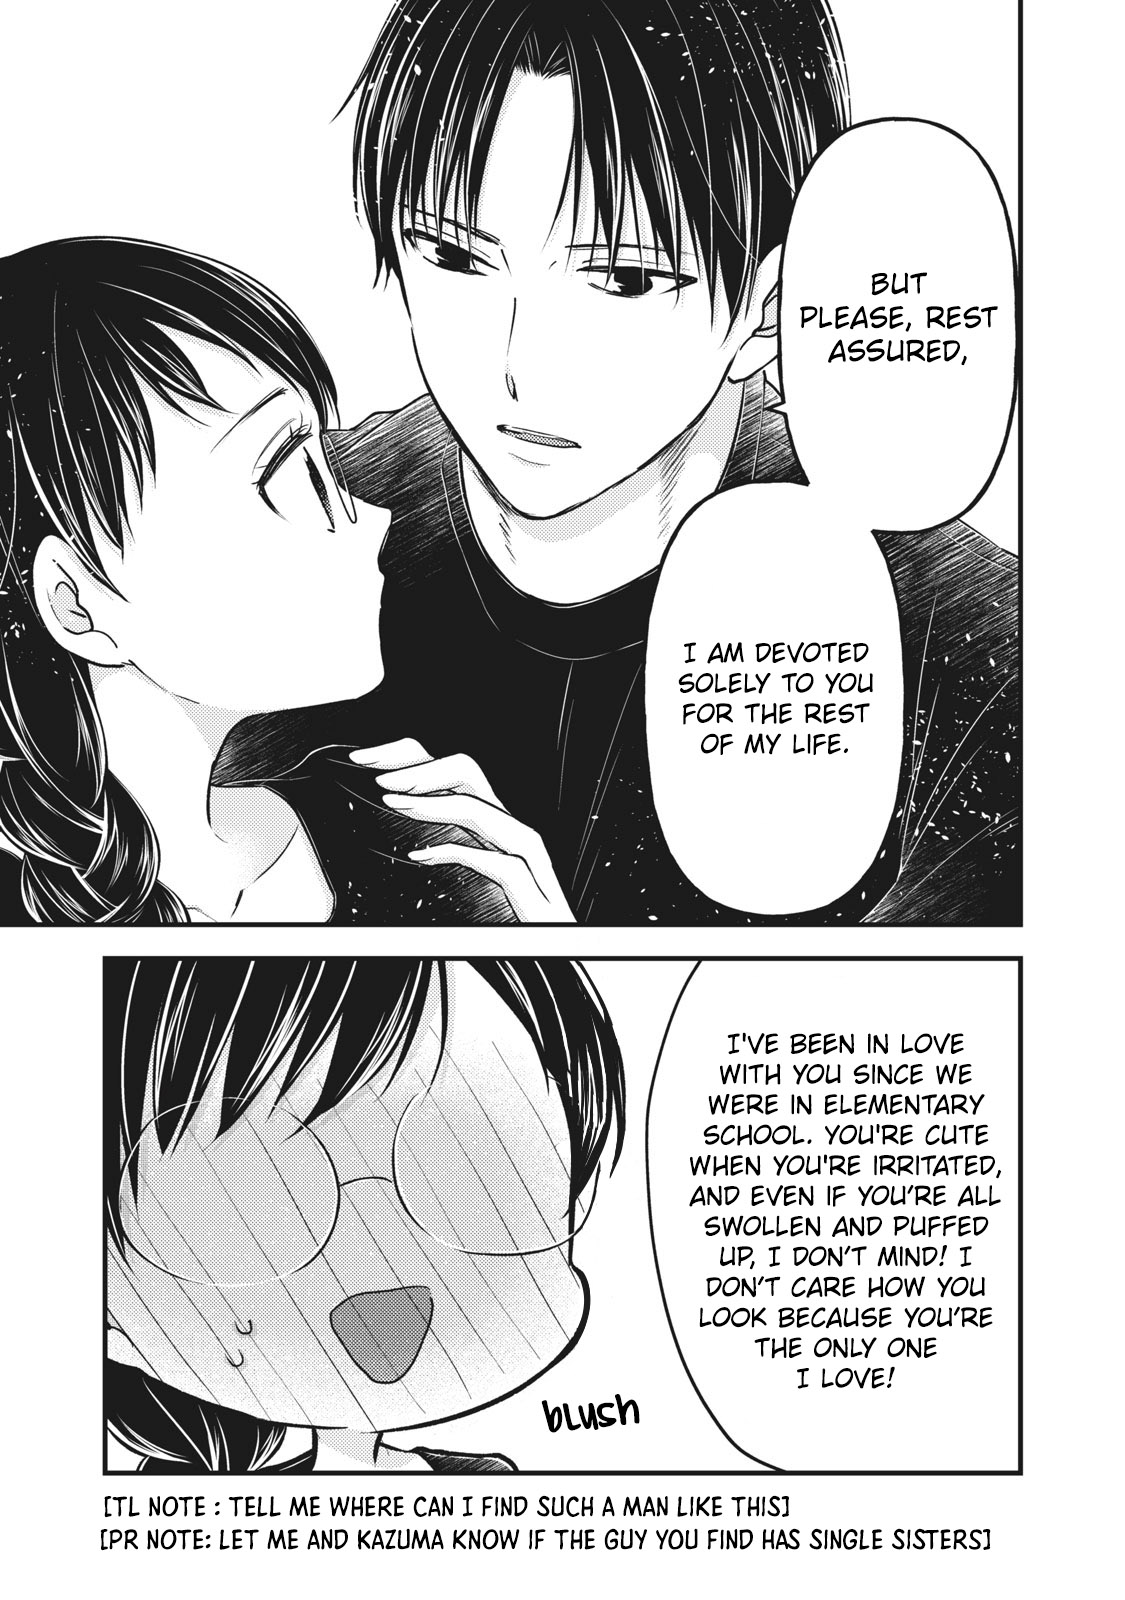 BUT
PLEASE, REST
ASSURED,
I AM DEVOTED
SOLELY TO YOU
FOR THE REST
OF MY LIFE.
I'VE BEEN IN LOVE
WITH YOU SINCE WE
WERE IN ELEMENTARY
SCHOOL. YOU'RE CUTE
WHEN YOU'RE IRRITATED,
AND EVEN IF YOU'RE ALL
SWOLLEN AND PUFFED
UP, I DON'T MIND! I
DON'T CARE HOW YOU
LOOK BECAUSE YOU'RE
THE ONLY ONE
I LOVE!
blush
[TL NOTE : TELL ME WHERE CAN I FIND SUCH A MAN LIKE THIS]
[PR NOTE: LET ME AND KAZUMA KNOW IF THE GUY YOU FIND HAS SINGLE SISTERS]